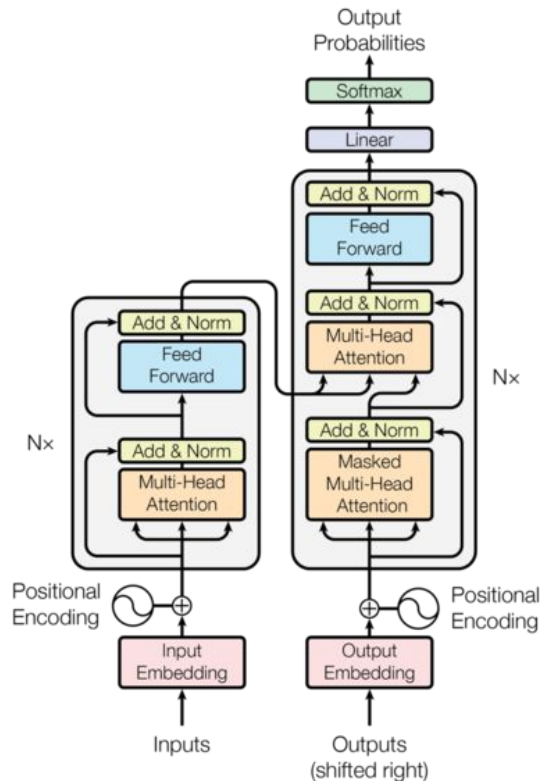 Output
Probabilities
Softmax
Linear
Add & Norm
Feed
Forward
Add & Norm
Multi-Head
Attention
Nx
Add & Norm
Masked
Multi-Head
Attention
Add & Norm
Feed
Forward
Nx
Add & Norm
Multi-Head
Attention
Positional
Encoding
Positional
Encoding
Input
Embedding
Output
Embedding
Inputs
Outputs
(shifted right)